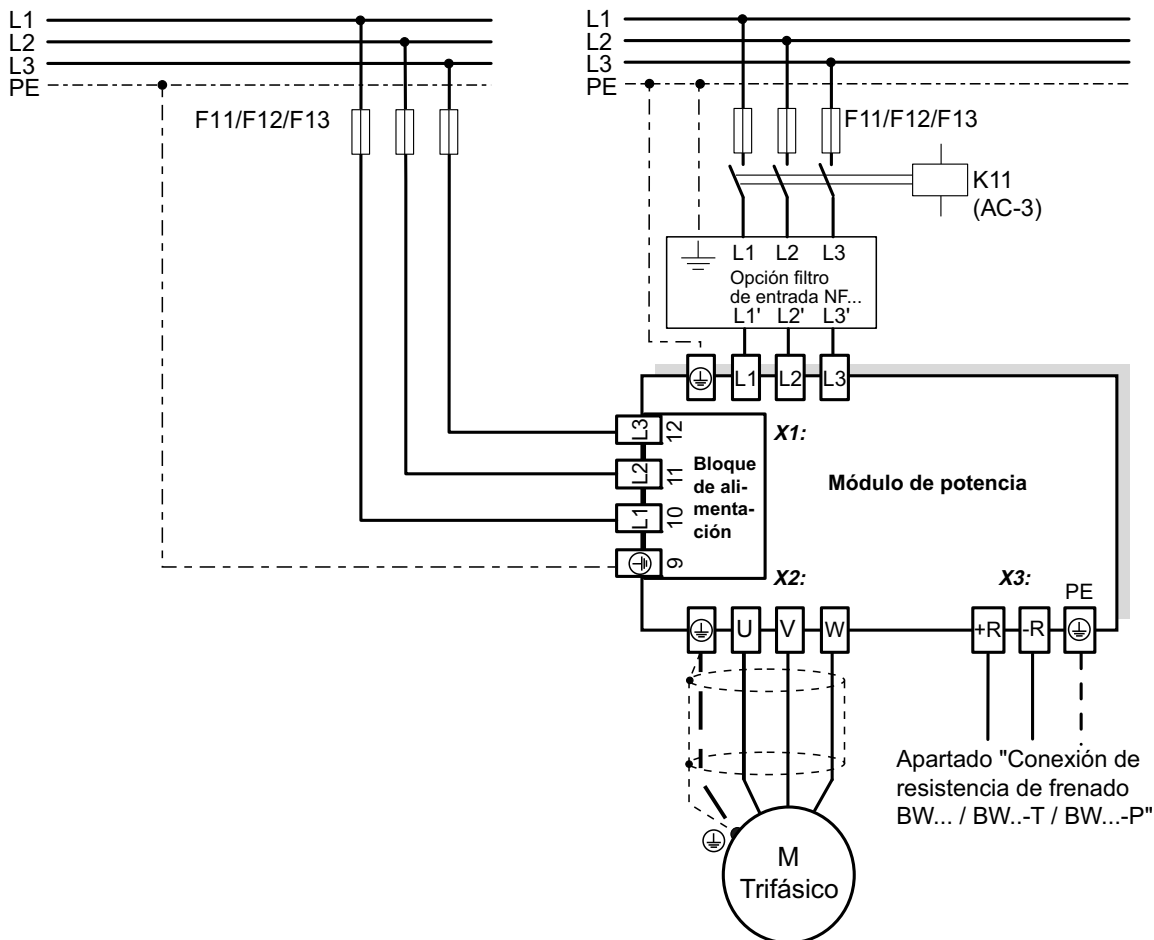 L1
L2
L3
PE
F11/F12/F13
L1
L2
L3
PE
F11/F12/F13
K11
(AC-3)
L1 L2 L3
Opción filtro
de entrada NF...
L1' L2' L3'
L1 L2 L3
X1:
L3 12
L2 11
L1 10
9
Bloque
de ali-
menta-
ción
Módulo de potencia
X2:
X3:
PE
U V W
+R -R
Apartado "Conexión de
resistencia de frenado
BW... / BW..-T / BW...-P"
M
Trifásico